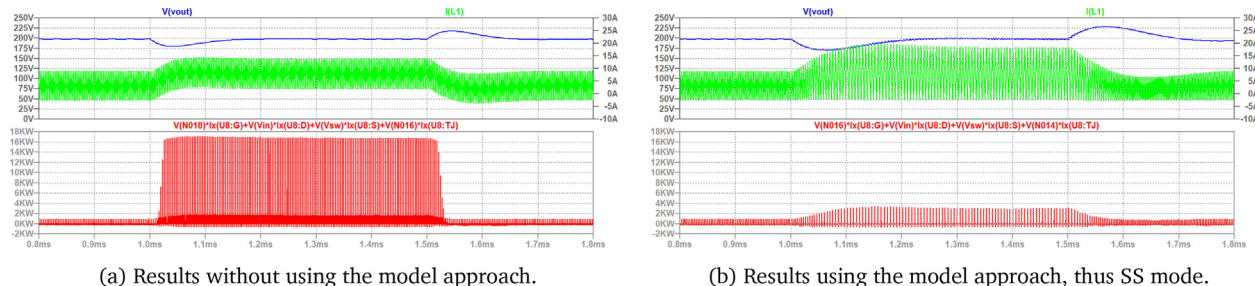 V(vout) I(L1)
250V 30A
225V 25A
200V 20A
175V 15A
150V
125V 10A
100V 5A
75V
50V 0A
25V -5A
0V -10A
V(N018)*Ix(U8:G)+V(Vin)*Ix(U8:D)+V(Vsw)*Ix(U8:S)+V(N016)*Ix(U8:TJ)
18KW
16KW
14KW
12KW
10KW
8KW
6KW
4KW
2KW
0KW
-2KW
0.8ms 0.9ms 1.0ms 1.1ms 1.2ms 1.3ms 1.4ms 1.5ms 1.6ms 1.7ms 1.8ms
(a) Results without using the model approach.
V(vout) I(L1)
250V 30A
225V 25A
200V 20A
175V 15A
150V
125V 10A
100V 5A
75V
50V 0A
25V -5A
0V -10A
V(N016)*Ix(U8:G)+V(Vin)*Ix(U8:D)+V(Vsw)*Ix(U8:S)+V(N014)*Ix(U8:TJ)
18KW
16KW
14KW
12KW
10KW
8KW
6KW
4KW
2KW
0KW
-2KW
0.8ms 0.9ms 1.0ms 1.1ms 1.2ms 1.3ms 1.4ms 1.5ms 1.6ms 1.7ms 1.8ms
(b) Results using the model approach, thus SS mode.